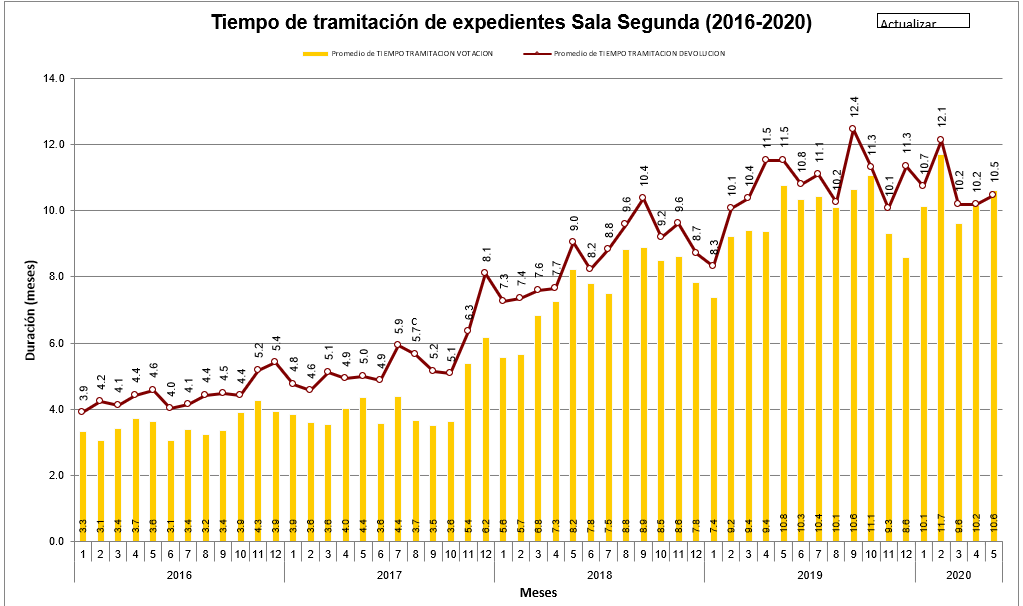 Tiempo de tramitación de expedientes Sala Segunda (2016-2020)
Actualizar
Promedio de TIEMPO TRAMITACION VOTACION Promedio de TIEMPO TRAMITACION DEVOLUCION
14.0
12.0
10.0
8.0
6.0
4.0
2.0
0.0
Duración (meses)
3.9 4.2 4.1 4.4 4.6 4.0 4.1 4.4 4.5 4.4 5.2 5.4 4.8 4.6 5.1 4.9 5.0 4.9 5.9 5.7 5.2 5.1 6.3 8.1 7.3 7.4 7.6 7.7 9.0 8.2 8.8 9.6 10.4 9.2 9.6 8.7 8.3 10.1 10.4 11.5 11.5 10.8 11.1 10.2 12.4 11.3 10.1 11.3 10.7 12.1 10.2 10.2 10.5
3.3 3.1 3.4 3.7 3.6 3.1 3.4 3.2 3.4 3.9 4.3 3.9 3.9 3.6 3.6 4.0 4.4 3.6 4.4 3.7 3.5 3.6 5.4 6.2 5.6 5.7 6.8 7.3 8.2 7.8 7.5 8.8 8.9 8.5 8.6 7.8 7.4 9.2 9.4 9.4 10.8 10.3 10.4 10.1 10.6 11.1 9.3 8.6 10.1 11.7 9.6 10.2 10.6
1 2 3 4 5 6 7 8 9 10 11 12 1 2 3 4 5 6 7 8 9 10 11 12 1 2 3 4 5 6 7 8 9 10 11 12 1 2 3 4 5 6 7 8 9 10 11 12 1 2 3 4 5
2016 2017 2018 2019 2020
Meses